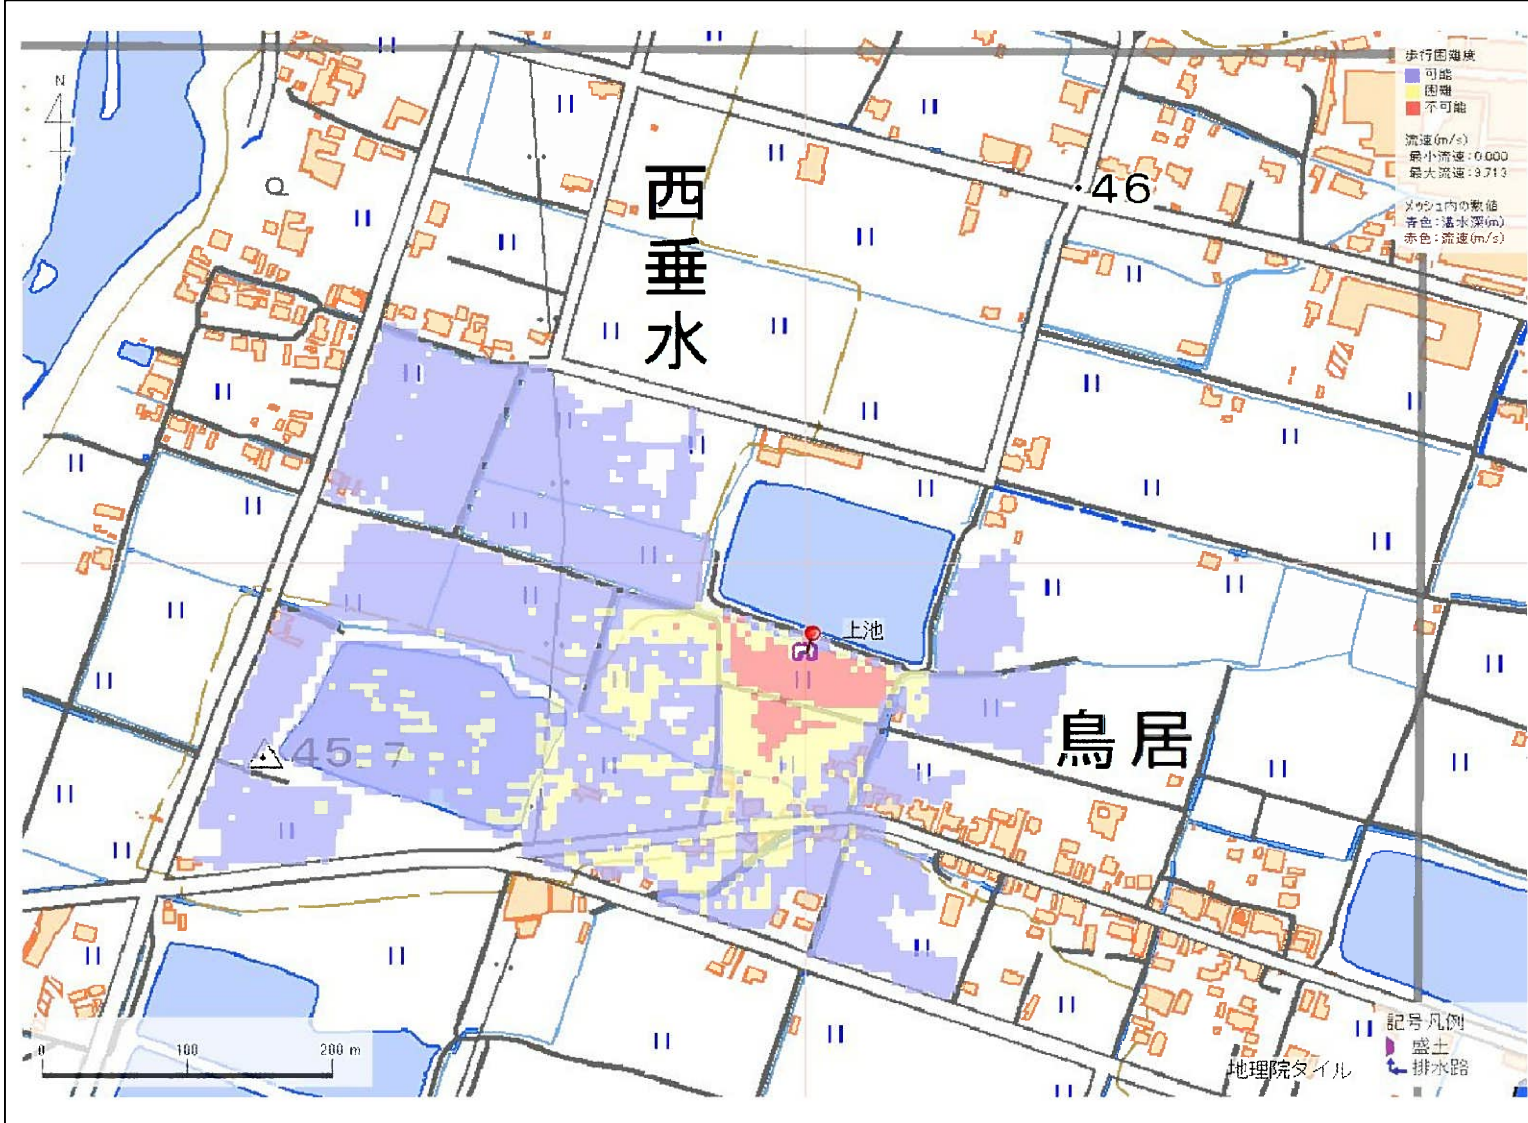 N
歩行困難度
可能
困難
不可能
流速(m/s)
最小流速:0.000
最大流速:9.713
メッシュ内の数値
青色:湛水深(m)
赤色:流速(m/s)
西垂水
46
上池
45.7
鳥居
0 100 200 m
記号凡例
盛土
排水路
地理院タイル